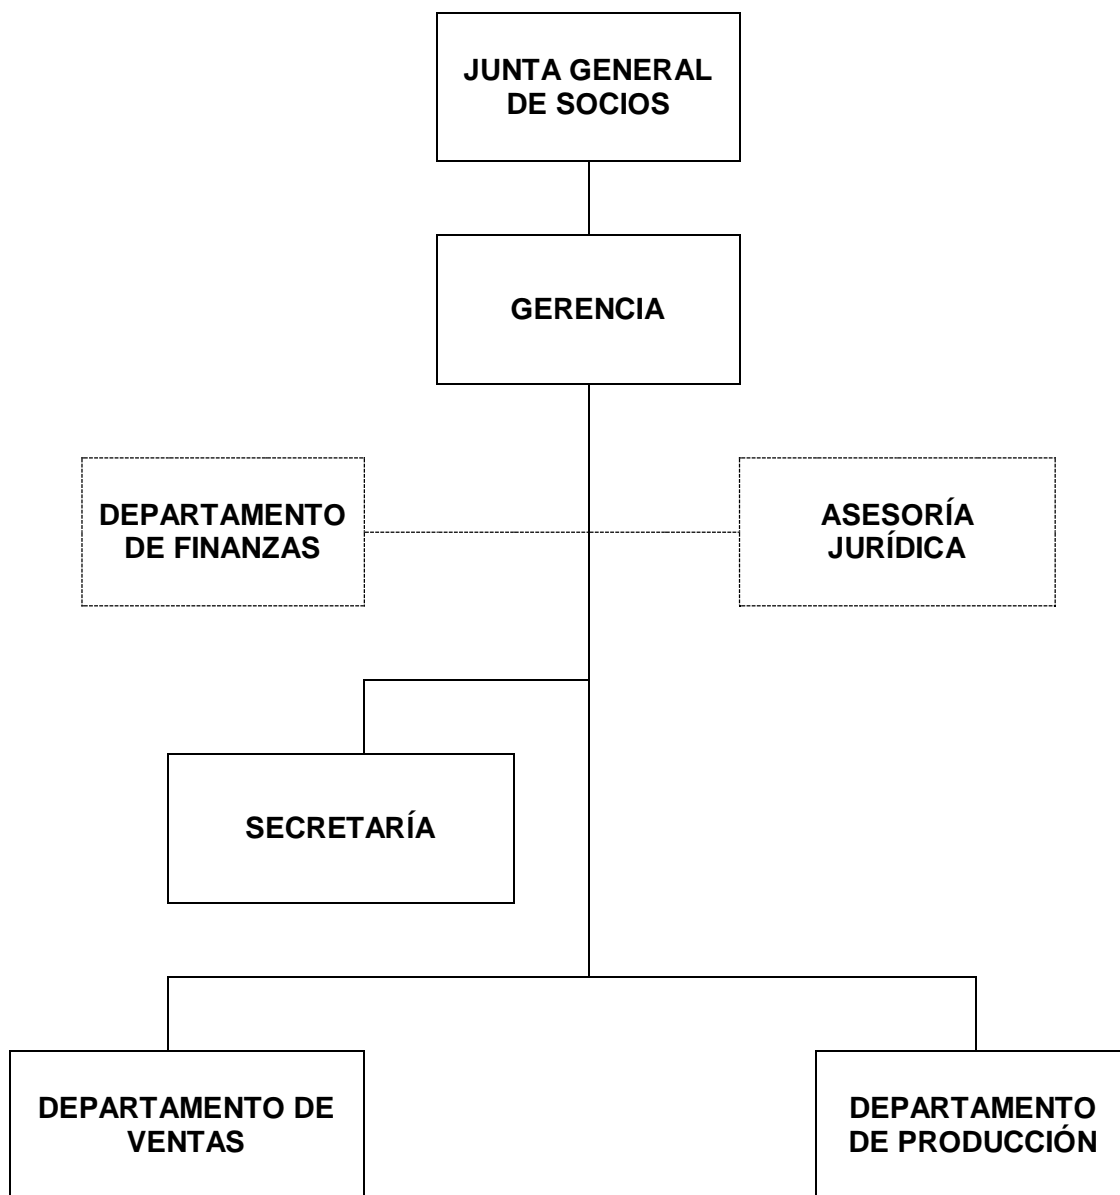 JUNTA GENERAL
DE SOCIOS
GERENCIA
DEPARTAMENTO
DE FINANZAS
ASESORÍA
JURÍDICA
SECRETARÍA
DEPARTAMENTO DE
VENTAS
DEPARTAMENTO
DE PRODUCCIÓN